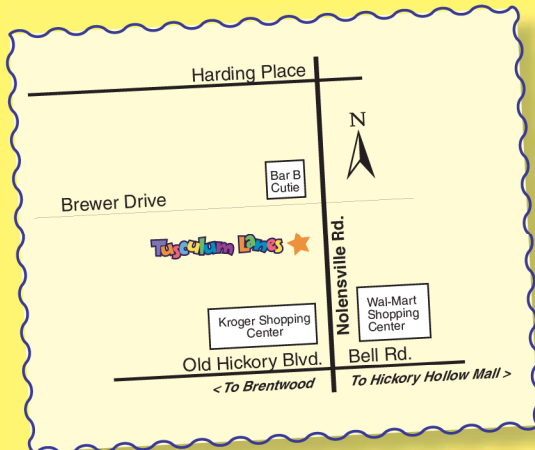 Harding Place
N
Bar B
Cutie
Brewer Drive
Tusculum Lanes
Nolensville Rd.
Kroger Shopping
Center
Wal-Mart
Shopping
Center
Old Hickory Blvd.
Bell Rd.
< To Brentwood
To Hickory Hollow Mall >